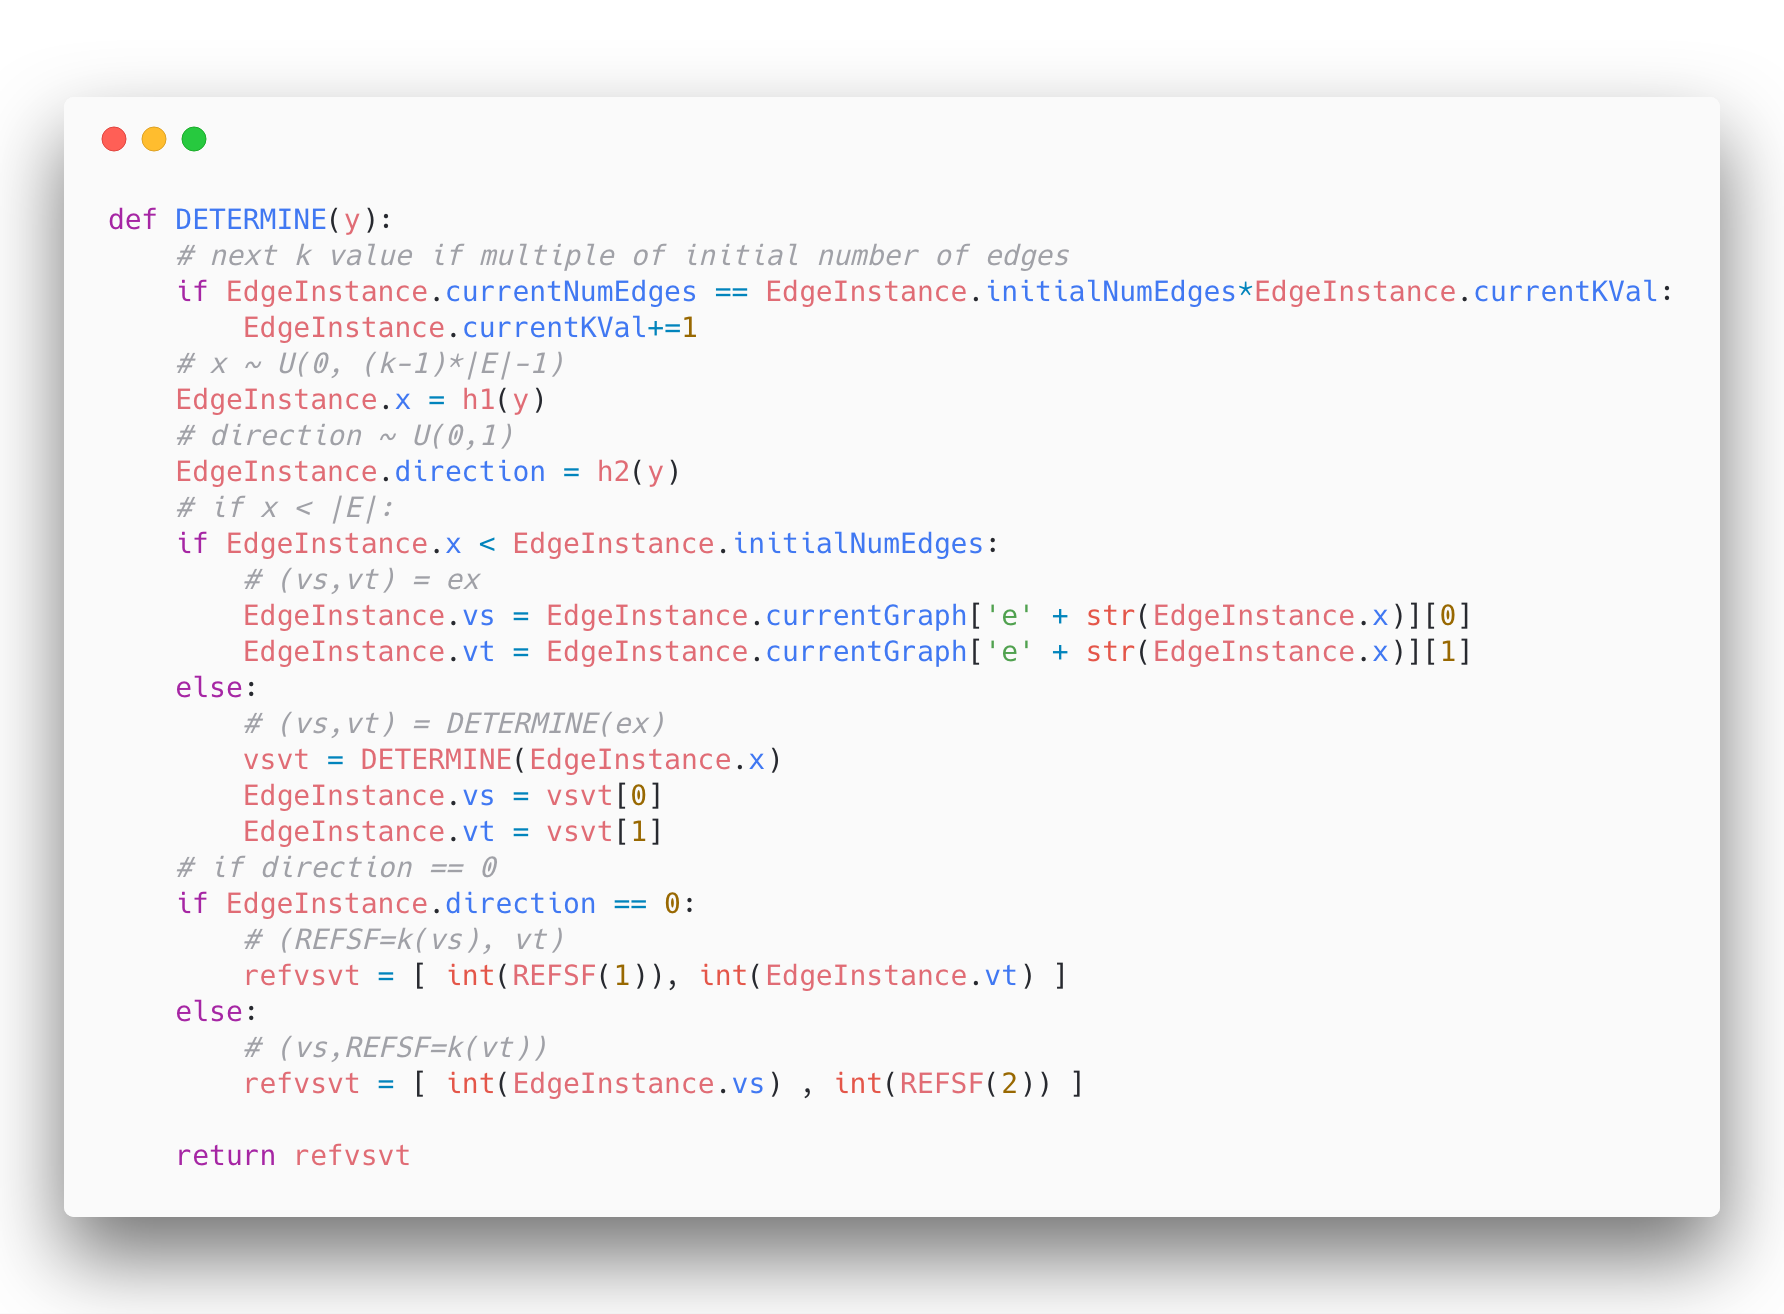 def DETERMINE(y):
    # next k value if multiple of initial number of edges
    if EdgeInstance.currentNumEdges == EdgeInstance.initialNumEdges*EdgeInstance.currentKVal:
        EdgeInstance.currentKVal+=1
    # x ~ U(0, (k-1)*|E|-1)
    EdgeInstance.x = h1(y)
    # direction ~ U(0,1)
    EdgeInstance.direction = h2(y)
    # if x < |E|:
    if EdgeInstance.x < EdgeInstance.initialNumEdges:
        # (vs,vt) = ex
        EdgeInstance.vs = EdgeInstance.currentGraph['e' + str(EdgeInstance.x)][0]
        EdgeInstance.vt = EdgeInstance.currentGraph['e' + str(EdgeInstance.x)][1]
    else:
        # (vs,vt) = DETERMINE(ex)
        vsvt = DETERMINE(EdgeInstance.x)
        EdgeInstance.vs = vsvt[0]
        EdgeInstance.vt = vsvt[1]
    # if direction == 0
    if EdgeInstance.direction == 0:
        # (REFSF=k(vs), vt)
        refvsvt = [ int(REFSF(1)), int(EdgeInstance.vt) ]
    else:
        # (vs,REFSF=k(vt))
        refvsvt = [ int(EdgeInstance.vs) , int(REFSF(2)) ]

    return refvsvt